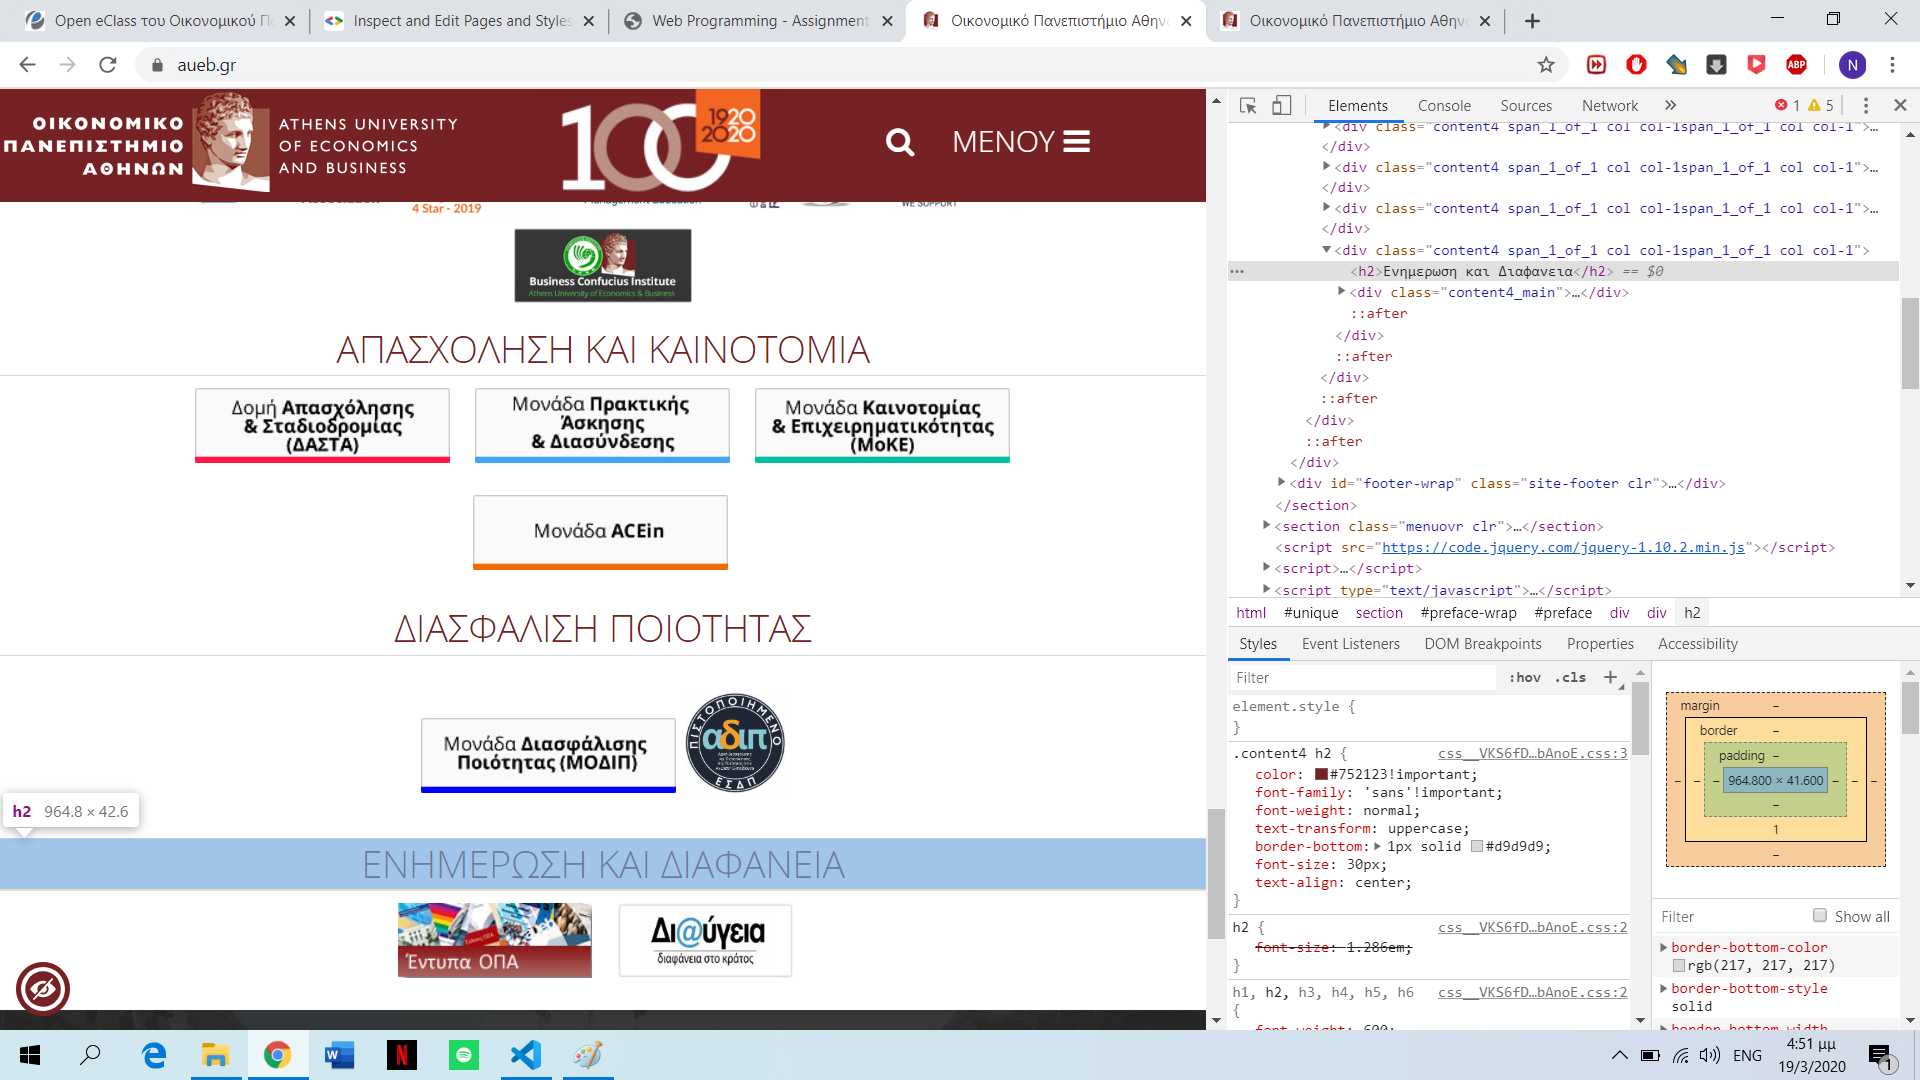 Open eClass του Οικονομικού Πα
Inspect and Edit Pages and Styles
Web Programming - Assignment
Οικονομικό Πανεπιστήμιο Αθην
Οικονομικό Πανεπιστήμιο Αθην
aueb.gr
ABP
N
ΟΙΚΟΝΟΜΙΚΟ
ΠΑΝΕΠΙΣΤΗΜΙΟ
ΑΘΗΝΩΝ
ATHENS UNIVERSITY
OF ECONOMICS
AND BUSINESS
100
1920
2020
ΜΕΝΟΥ
4 Star - 2019
WE SUPPORT
Business Confucius Institute
Athens University of Economics & Business
ΑΠΑΣΧΟΛΗΣΗ ΚΑΙ ΚΑΙΝΟΤΟΜΙΑ
Δομή Απασχόλησης
& Σταδιοδρομίας
(ΔΑΣΤΑ)
Μονάδα Πρακτικής
Άσκησης
& Διασύνδεσης
Μονάδα Καινοτομίας
& Επιχειρηματικότητας
(ΜοΚΕ)
Μονάδα ACEin
ΔΙΑΣΦΑΛΙΣΗ ΠΟΙΟΤΗΤΑΣ
Μονάδα Διασφάλισης
Ποιότητας (ΜΟΔΙΠ)
ΠΙΣΤΟΠΟΙΗΜΕΝΟ
αδιπ
ΕΣΔΠ
h2 964.8 × 42.6
ΕΝΗΜΕΡΩΣΗ ΚΑΙ ΔΙΑΦΑΝΕΙΑ
Έντυπα ΟΠΑ
Δι@ύγεια
διαφάνεια στο κράτος
Elements Console Sources Network » 1 5
<div class="content4 span_1_of_1 col col-1span_1_of_1 col col-1">…
</div>
<div class="content4 span_1_of_1 col col-1span_1_of_1 col col-1">…
</div>
<div class="content4 span_1_of_1 col col-1span_1_of_1 col col-1">…
</div>
<div class="content4 span_1_of_1 col col-1span_1_of_1 col col-1">
… <h2>Ενημερωση και Διαφανεια</h2> == $0
<div class="content4_main">…</div>
::after
</div>
::after
</div>
::after
</div>
::after
</div>
<div id="footer-wrap" class="site-footer clr">…</div>
</section>
<section class="menuovr clr">…</section>
<script src="https://code.jquery.com/jquery-1.10.2.min.js"></script>
<script>…</script>
<script type="text/javascript">…</script>
html #unique section #preface-wrap #preface div div h2
Styles Event Listeners DOM Breakpoints Properties Accessibility
Filter :hov .cls +
element.style {
}
.content4 h2 { css__VKS6fD…bAnoE.css:3
color: #752123!important;
font-family: 'sans'!important;
font-weight: normal;
text-transform: uppercase;
border-bottom: 1px solid #d9d9d9;
font-size: 30px;
text-align: center;
}
h2 { css__VKS6fD…bAnoE.css:2
font-size: 1.286em;
}
h1, h2, h3, h4, h5, h6 css__VKS6fD…bAnoE.css:2
{
font-weight: 600;
margin –
border –
padding –
– – – 964.800 × 41.600 – – –
–
1
–
Filter Show all
border-bottom-color
rgb(217, 217, 217)
border-bottom-style
solid
border-bottom-width
ENG
4:51 μμ
19/3/2020
1